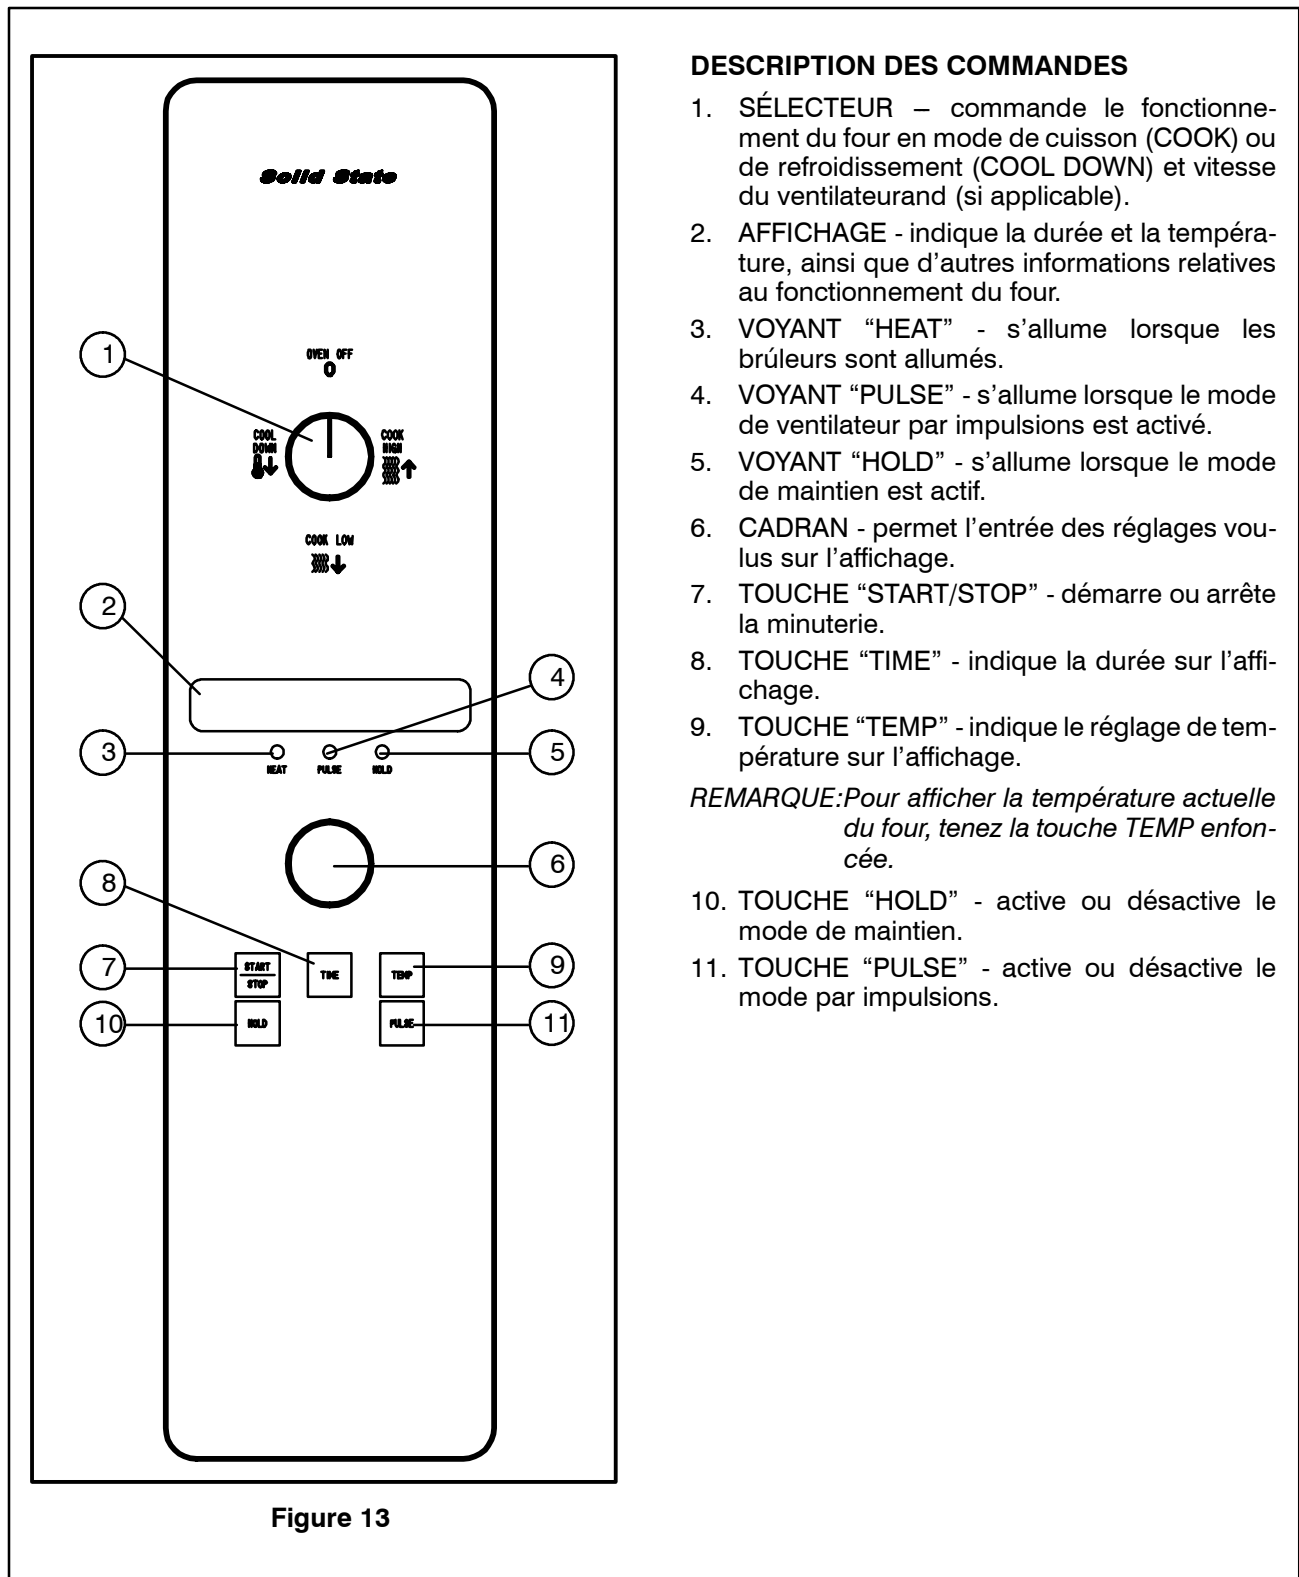 Solid State
1
OVEN OFF
0
COOL
DOWN
COOK
HIGH
COOK LOW
2
4
3
5
HEAT
PULSE
HOLD
6
8
7
START
STOP
TIME
TEMP
9
10
HOLD
PULSE
11
Figure 13
DESCRIPTION DES COMMANDES
1. SÉLECTEUR – commande le fonctionne-
ment du four en mode de cuisson (COOK) ou
de refroidissement (COOL DOWN) et vitesse
du ventilateurand (si applicable).
2. AFFICHAGE - indique la durée et la tempéra-
ture, ainsi que d’autres informations relatives
au fonctionnement du four.
3. VOYANT “HEAT” - s’allume lorsque les
brúleurs sont allumés.
4. VOYANT “PULSE” - s’allume lorsque le mode
de ventilateur par impulsions est activé.
5. VOYANT “HOLD” - s’allume lorsque le mode
de maintien est actif.
6. CADRAN - permet l’entrée des réglages vou-
lus sur l’affichage.
7. TOUCHE “START/STOP” - démarre ou arrête
la minuterie.
8. TOUCHE “TIME” - indique la durée sur l’affi-
chage.
9. TOUCHE “TEMP” - indique le réglage de tem-
pérature sur l’affichage.
REMARQUE:Pour afficher la température actuelle
du four, tenez la touche TEMP enfon-
cée.
10. TOUCHE “HOLD” - active ou désactive le
mode de maintien.
11. TOUCHE “PULSE” - active ou désactive le
mode par impulsions.